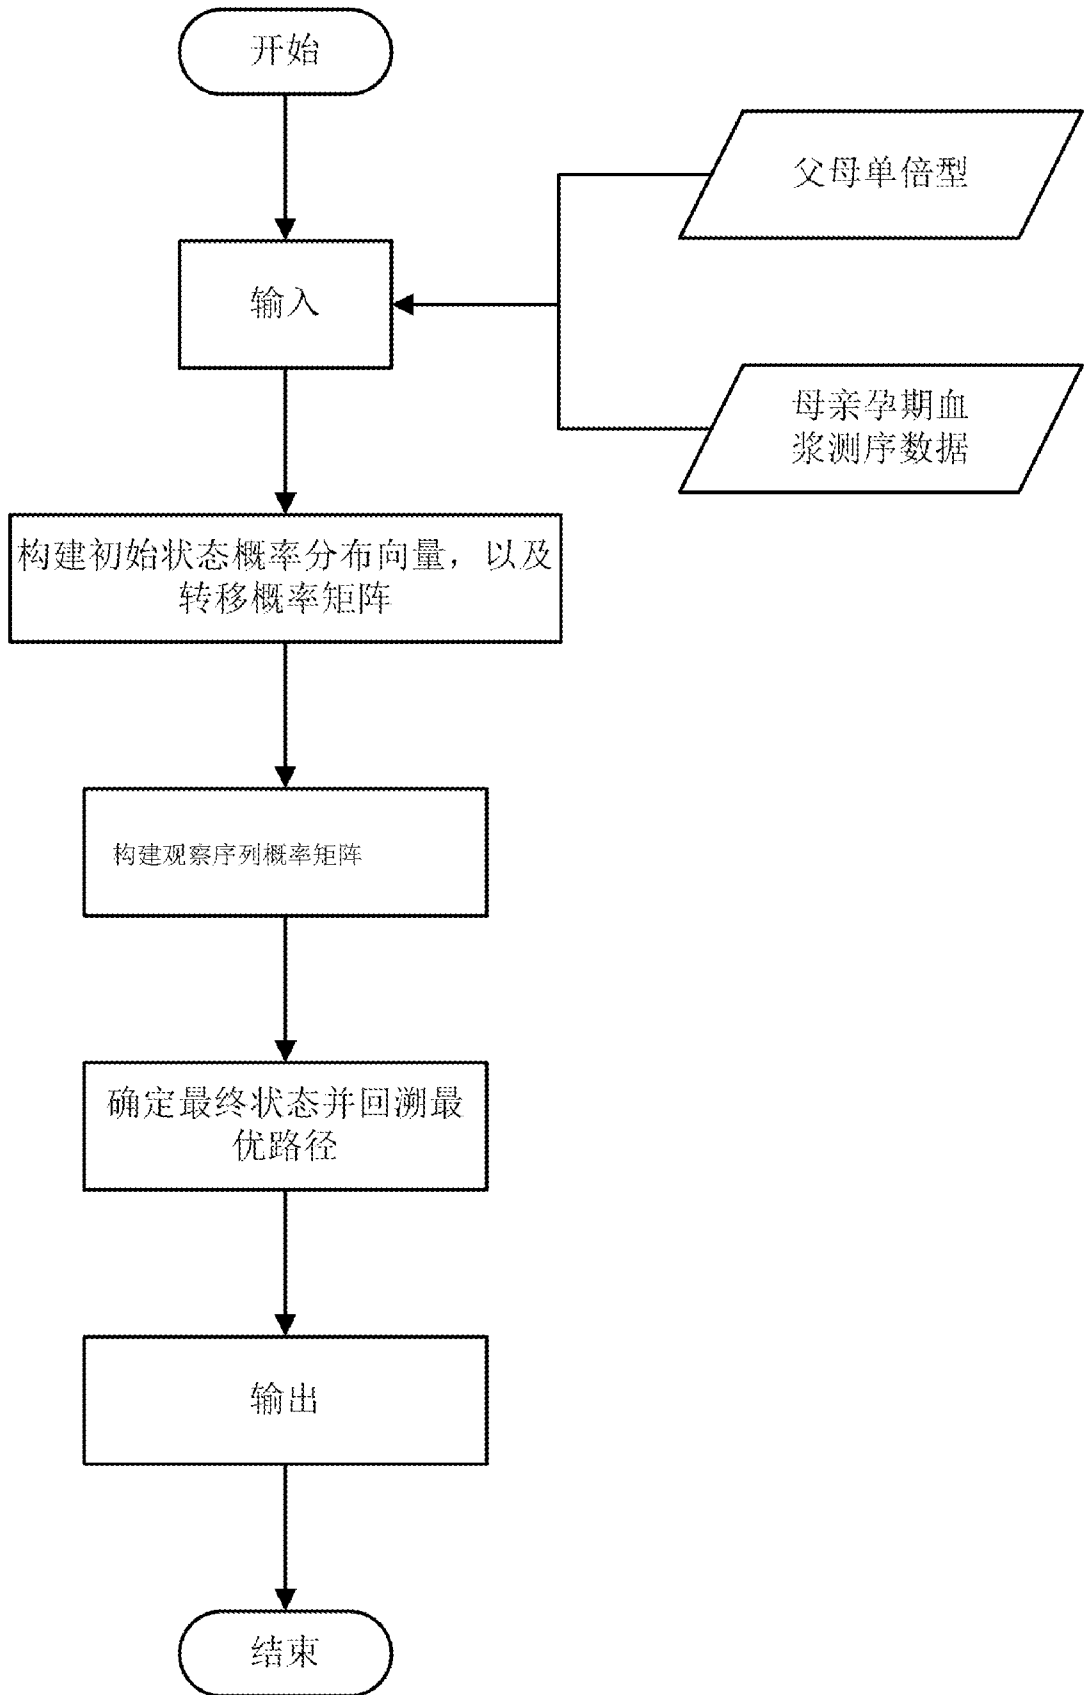 开始
父母单倍型
输入
母亲孕期血
浆测序数据
构建初始状态概率分布向量，以及
转移概率矩阵
构建观察序列概率矩阵
确定最终状态并回溯最
优路径
输出
结束